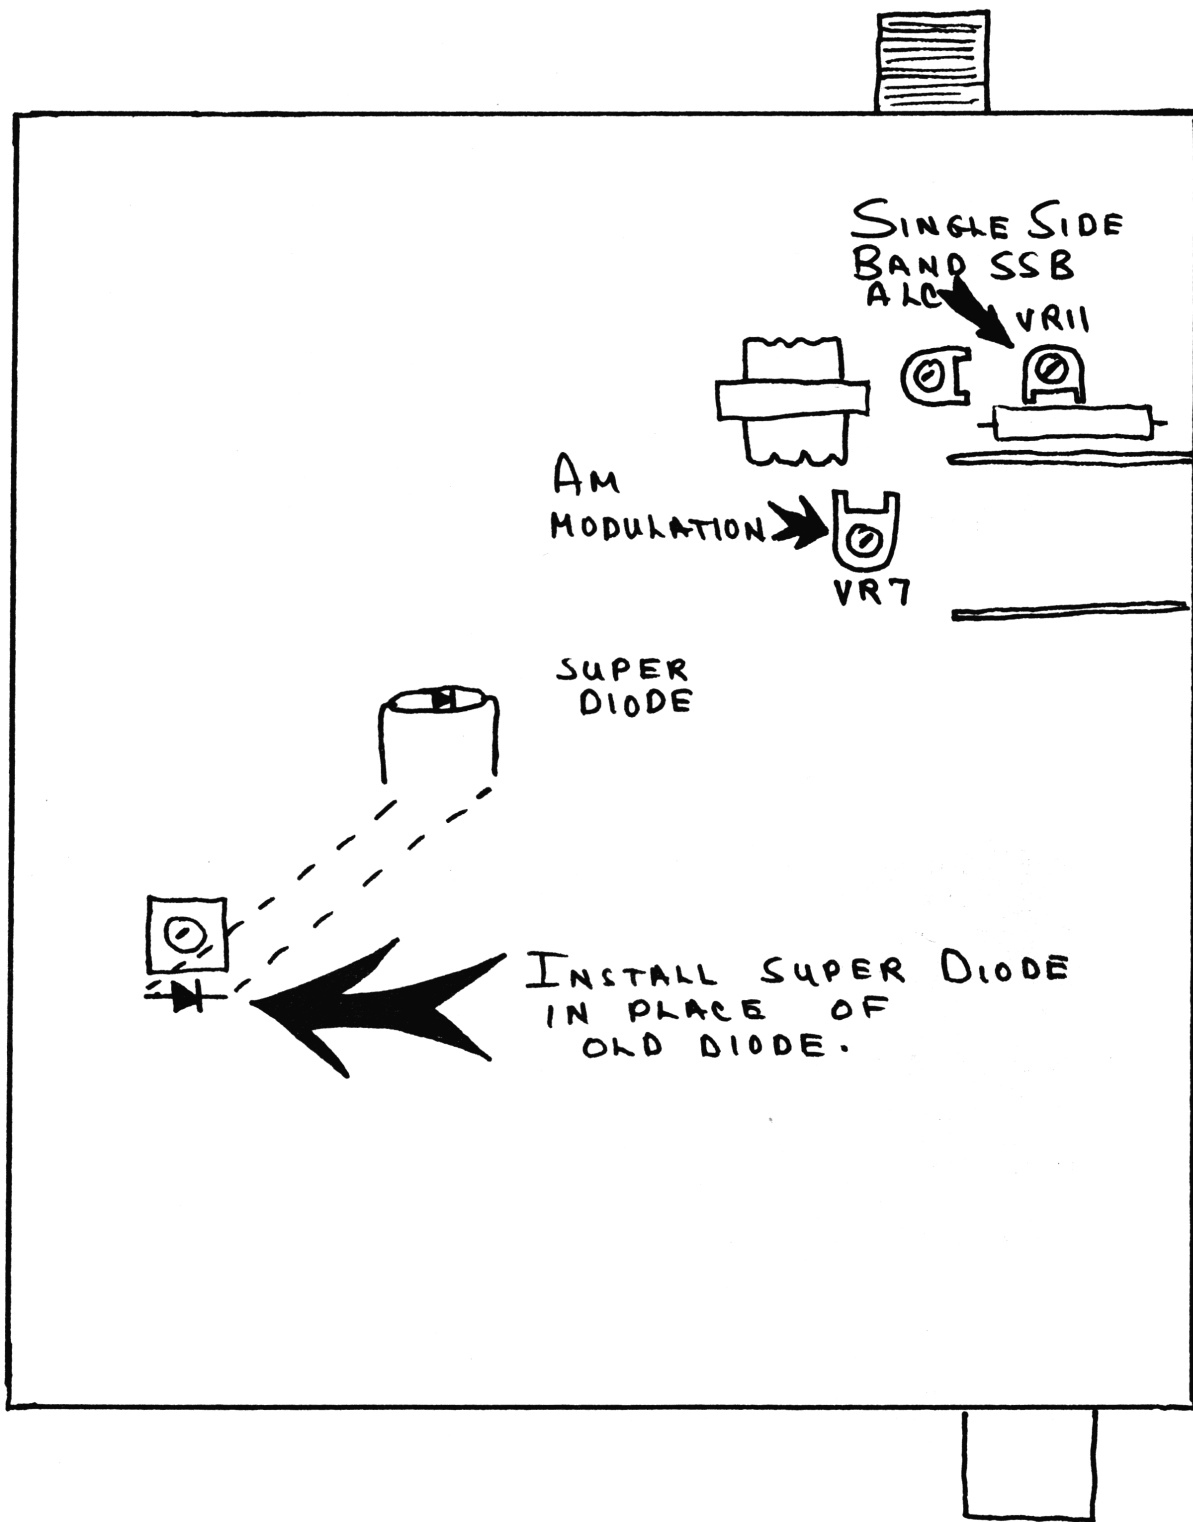 SINGLE SIDE
BAND SSB
ALC
VR11
AM
MODULATION
VR7
SUPER
DIODE
INSTALL SUPER DIODE
IN PLACE OF
OLD DIODE.